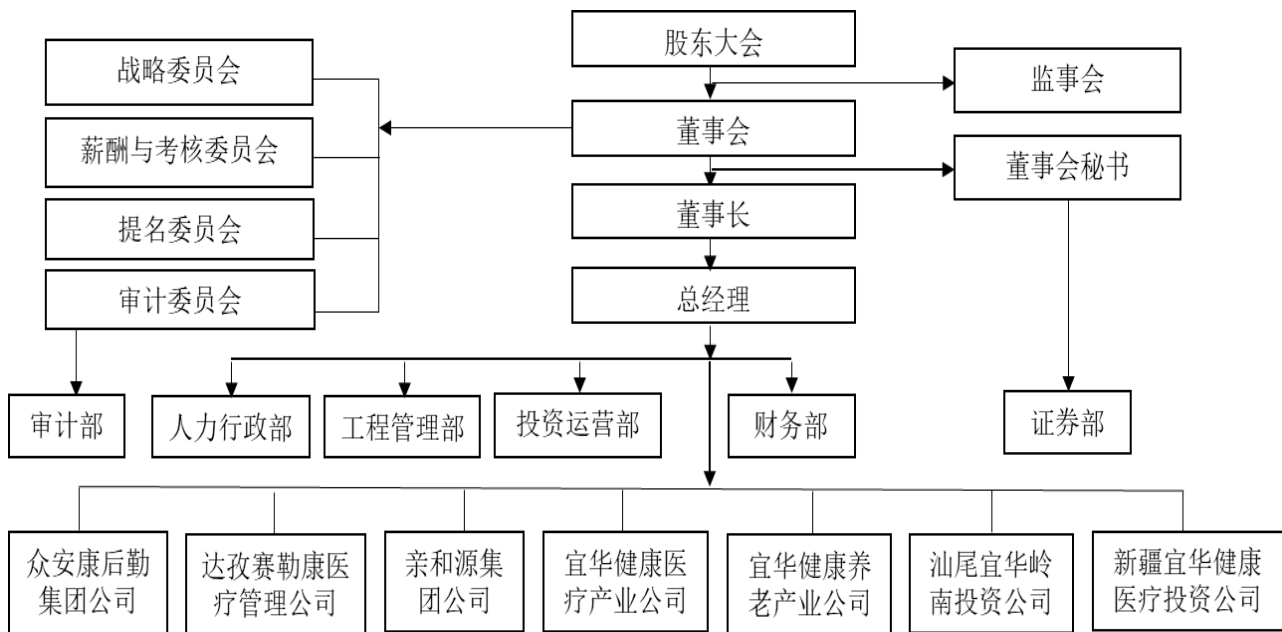 股东大会
战略委员会
监事会
董事会
薪酬与考核委员会
董事会秘书
董事长
提名委员会
审计委员会
总经理
审计部
人力行政部
工程管理部
投资运营部
财务部
证券部
众安康后勤
集团公司
达孜赛勒康医
疗管理公司
亲和源集
团公司
宜华健康医
疗产业公司
宜华健康养
老产业公司
汕尾宜华岭
南投资公司
新疆宜华健康
医疗投资公司